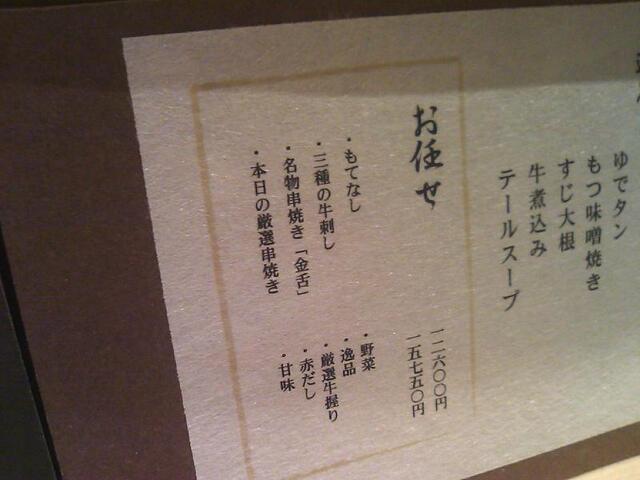 ゆでタン
もつ味噌焼き
すじ大根
牛煮込み
テールスープ
お任せ
一二六〇〇円
一五七五〇円
・もてなし
・三種の牛刺し
・名物串焼き「金舌」
・本日の厳選串焼き
・野菜
・逸品
・厳選牛握り
・赤だし
・甘味